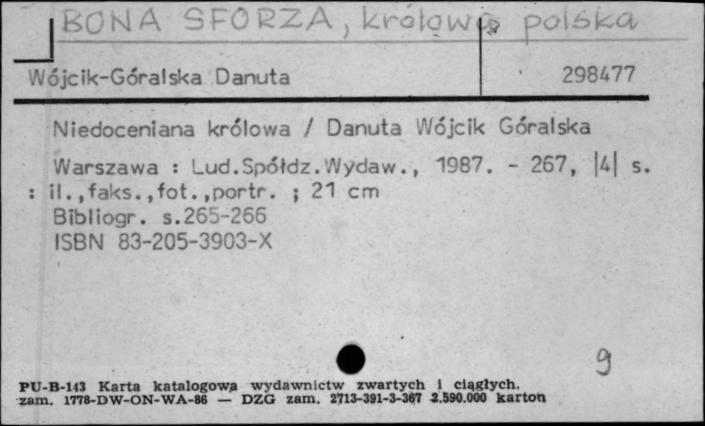 BONA SFORZA, królowa polska
Wójcik-Góralska Danuta 298477
Niedoceniana królowa / Danuta Wójcik Góralska
Warszawa : Lud.Spółdz.Wydaw., 1987. - 267, |4| s.
: il.,faks.,fot.,portr. ; 21 cm
Bibliogr. s.265-266
ISBN 83-205-3903-X
9
PU-B-143 Karta katalogowa wydawnictw zwartych i ciągłych.
zam. 1778-DW-ON-WA-86 — DZG zam. 2713-391-3-367 2.590.000 karton